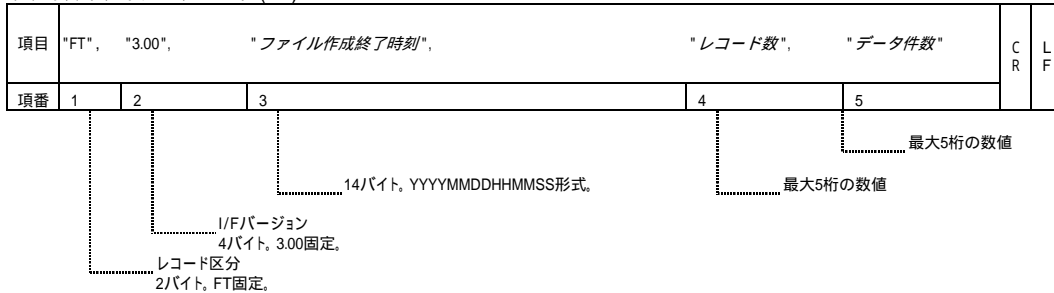 項目 "FT", "3.00", "ファイル作成終了時刻", "レコード数", "データ件数" CR LF
項番 1 2 3 4 5
最大5桁の数値
14バイト。YYYYMMDDHHMMSS形式。 最大5桁の数値
I/Fバージョン
4バイト。3.00固定。
レコード区分
2バイト。FT固定。